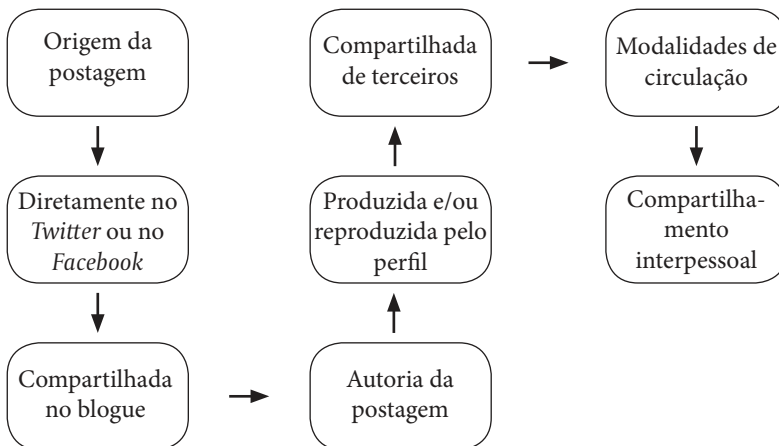 Origem da
postagem
Diretamente no
Twitter ou no
Facebook
Compartilhada
no blogue
Autoria da
postagem
Produzida e/ou
reproduzida pelo
perfil
Compartilhada
de terceiros
Modalidades de
circulação
Compartilha-
mento
interpessoal